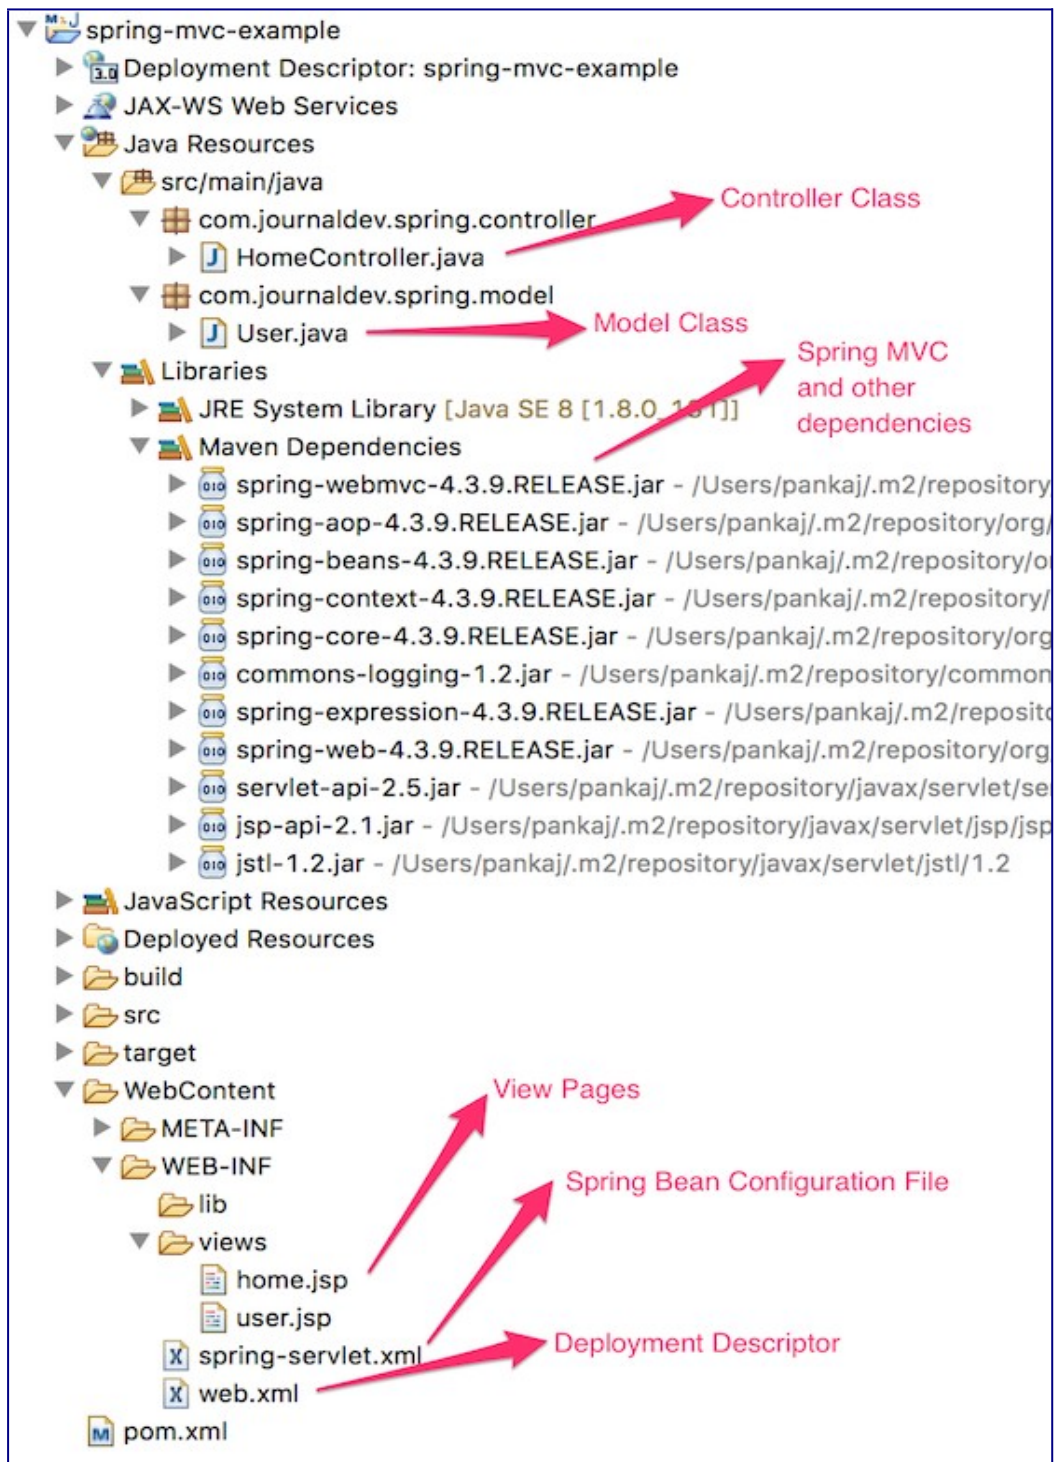 spring-mvc-example
Deployment Descriptor: spring-mvc-example
JAX-WS Web Services
Java Resources
src/main/java
Controller Class
com.journaldev.spring.controller
HomeController.java
com.journaldev.spring.model
Model Class
User.java
Spring MVC
and other
dependencies
Libraries
JRE System Library [Java SE 8 [1.8.0_131]]
Maven Dependencies
spring-webmvc-4.3.9.RELEASE.jar - /Users/pankaj/.m2/repository
spring-aop-4.3.9.RELEASE.jar - /Users/pankaj/.m2/repository/org/
spring-beans-4.3.9.RELEASE.jar - /Users/pankaj/.m2/repository/o
spring-context-4.3.9.RELEASE.jar - /Users/pankaj/.m2/repository/
spring-core-4.3.9.RELEASE.jar - /Users/pankaj/.m2/repository/org
commons-logging-1.2.jar - /Users/pankaj/.m2/repository/common
spring-expression-4.3.9.RELEASE.jar - /Users/pankaj/.m2/reposito
spring-web-4.3.9.RELEASE.jar - /Users/pankaj/.m2/repository/org
servlet-api-2.5.jar - /Users/pankaj/.m2/repository/javax/servlet/se
jsp-api-2.1.jar - /Users/pankaj/.m2/repository/javax/servlet/jsp/jsp
jstl-1.2.jar - /Users/pankaj/.m2/repository/javax/servlet/jstl/1.2
JavaScript Resources
Deployed Resources
build
src
target
WebContent
View Pages
META-INF
WEB-INF
Spring Bean Configuration File
lib
views
home.jsp
user.jsp
Deployment Descriptor
spring-servlet.xml
web.xml
pom.xml